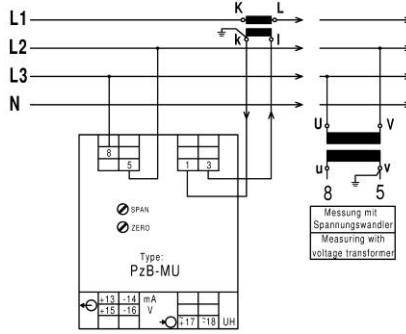 K L
L1
k l
L2
L3
N
U V
8
5 1 3
u v
8 5
SPAN
ZERO
Messung mit
Spannungswandler
Measuring with
voltage transformer
Type:
PzB-MU
+13 -14 mA
+15 -16 V
+17 -18 UH